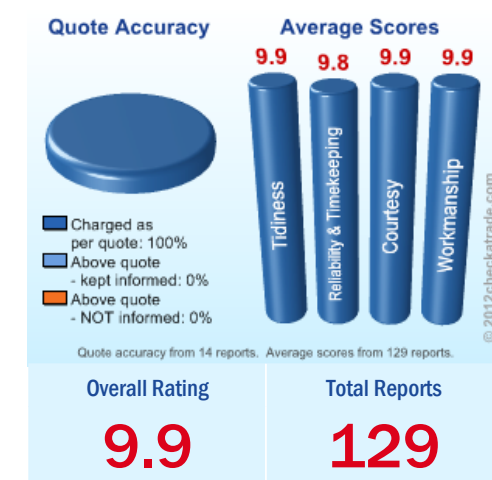 Quote Accuracy
Average Scores
9.9
9.8
9.9
9.9
Tidiness
Reliability & Timekeeping
Courtesy
Workmanship
Charged as
per quote: 100%
Above quote
- kept informed: 0%
Above quote
- NOT informed: 0%
© 2012checkatrade.com
Quote accuracy from 14 reports. Average scores from 129 reports.
Overall Rating
Total Reports
9.9
129